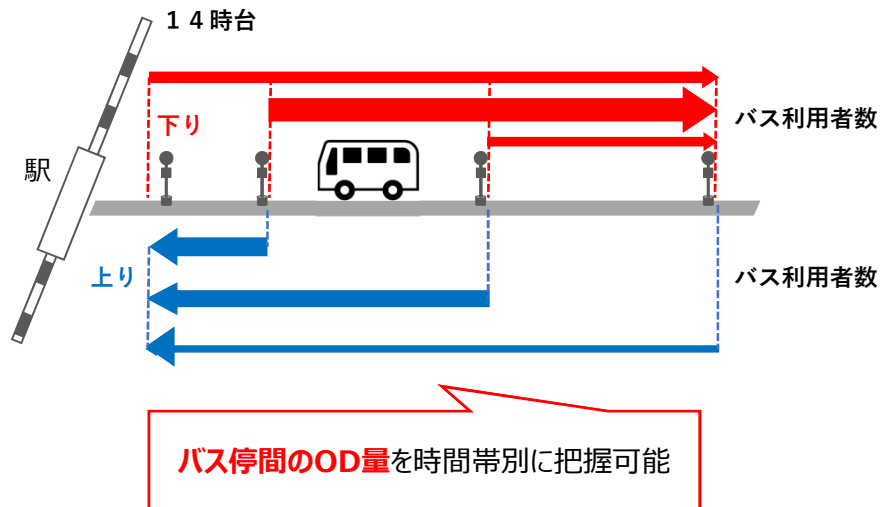 １４時台
下り
バス利用者数
駅
上り
バス利用者数
バス停間のOD量を時間帯別に把握可能